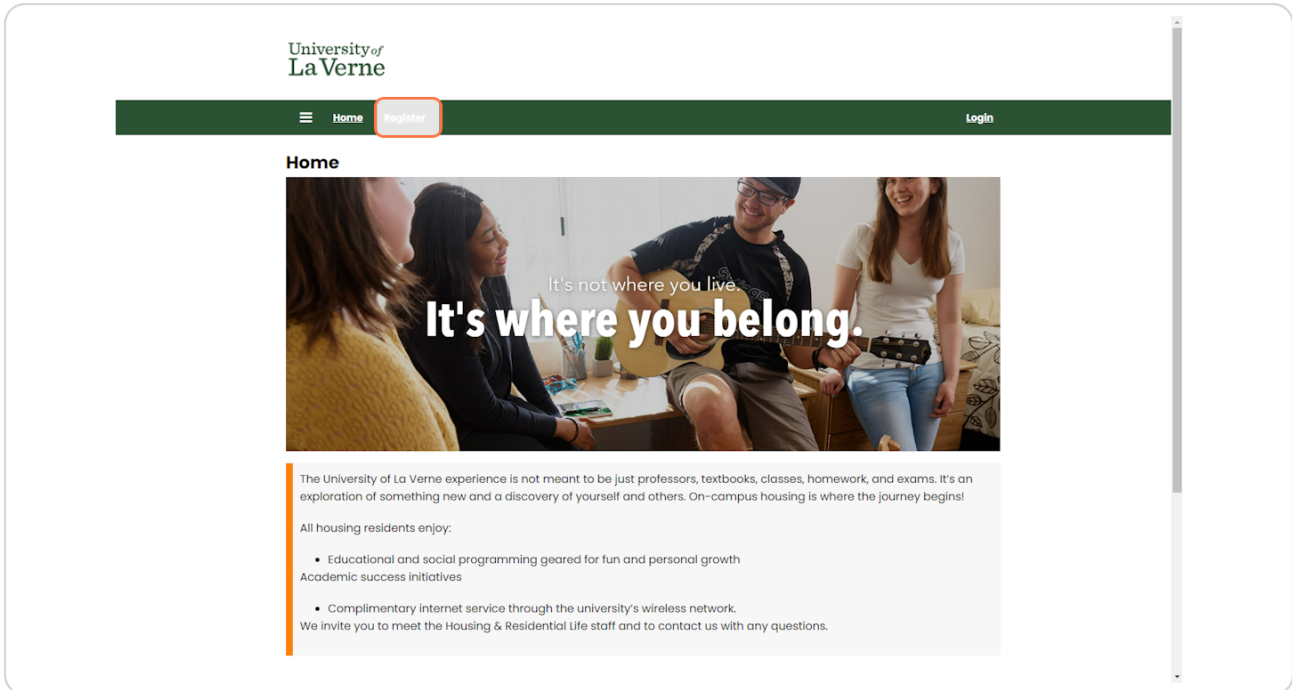 University of
La Verne
Home
Register
Login
Home
It's not where you live.
It's where you belong.
The University of La Verne experience is not meant to be just professors, textbooks, classes, homework, and exams. It's an
exploration of something new and a discovery of yourself and others. On-campus housing is where the journey begins!
All housing residents enjoy:
• Educational and social programming geared for fun and personal growth
Academic success initiatives
• Complimentary internet service through the university's wireless network.
We invite you to meet the Housing & Residential Life staff and to contact us with any questions.